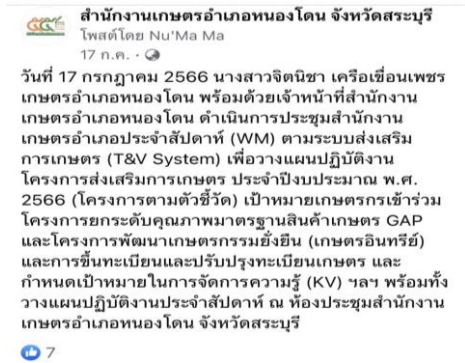 สำนักงานเกษตรอำเภอหนองโดน จังหวัดสระบุรี
โพสต์โดย Nu'Ma Ma
17 ก.ค. ·
วันที่ 17 กรกฎาคม 2566 นางสาวจิตนิชา เครือเขื่อนเพชร
เกษตรอำเภอหนองโดน พร้อมด้วยเจ้าหน้าที่สำนักงาน
เกษตรอำเภอหนองโดน ดำเนินการประชุมสำนักงาน
เกษตรอำเภอประจำสัปดาห์ (WM) ตามระบบส่งเสริม
การเกษตร (T&V System) เพื่อวางแผนปฏิบัติงาน
โครงการส่งเสริมการเกษตร ประจำปีงบประมาณ พ.ศ.
2566 (โครงการตามตัวชี้วัด) เป้าหมายเกษตรกรเข้าร่วม
โครงการยกระดับคุณภาพมาตรฐานสินค้าเกษตร GAP
และโครงการพัฒนาเกษตรกรรมยั่งยืน (เกษตรอินทรีย์)
และการขึ้นทะเบียนและปรับปรุงทะเบียนเกษตร และ
กำหนดเป้าหมายในการจัดการความรู้ (KV) ฯลฯ พร้อมทั้ง
วางแผนปฏิบัติงานประจำสัปดาห์ ณ ห้องประชุมสำนักงาน
เกษตรอำเภอหนองโดน จังหวัดสระบุรี
7